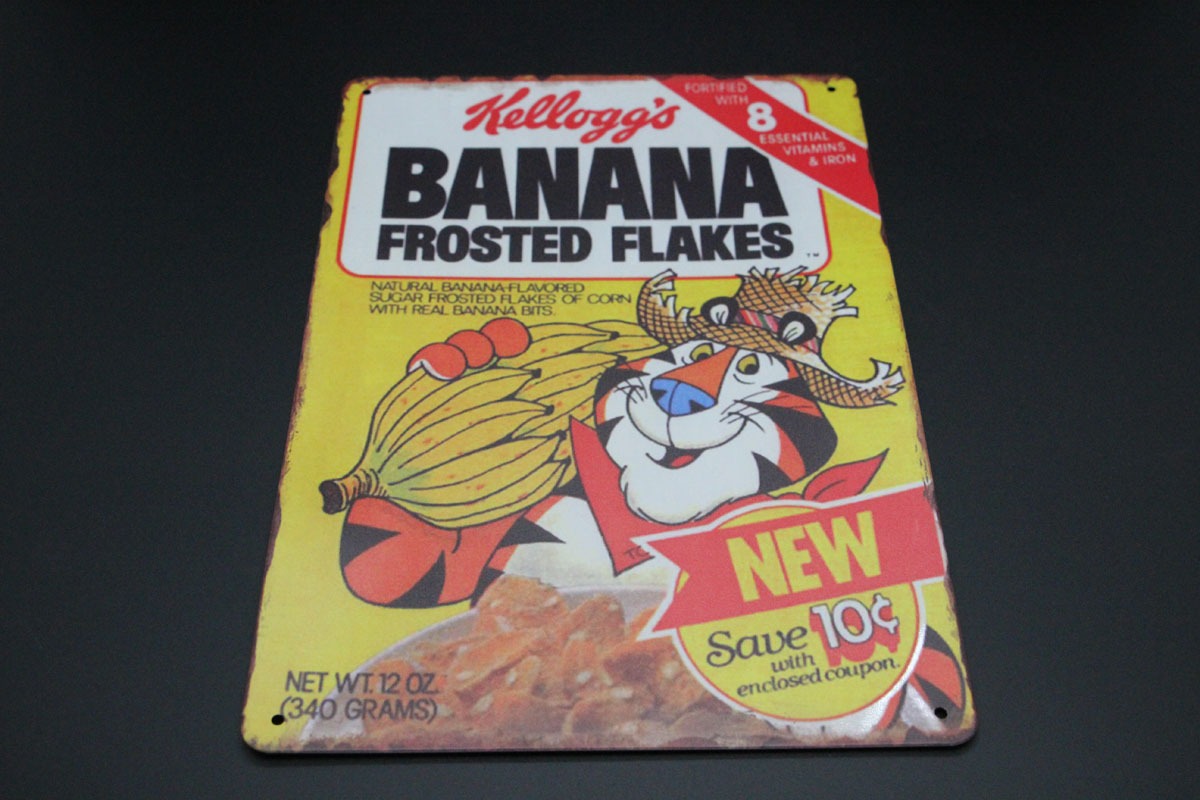 Kellogg's
BANANA
FROSTED FLAKES ™
FORTIFIED
WITH
8
ESSENTIAL
VITAMINS
& IRON
NATURAL BANANA-FLAVORED
SUGAR FROSTED FLAKES OF CORN
WITH REAL BANANA BITS.
NEW
Save 10¢
with
enclosed coupon.
NET WT. 12 OZ.
(340 GRAMS)